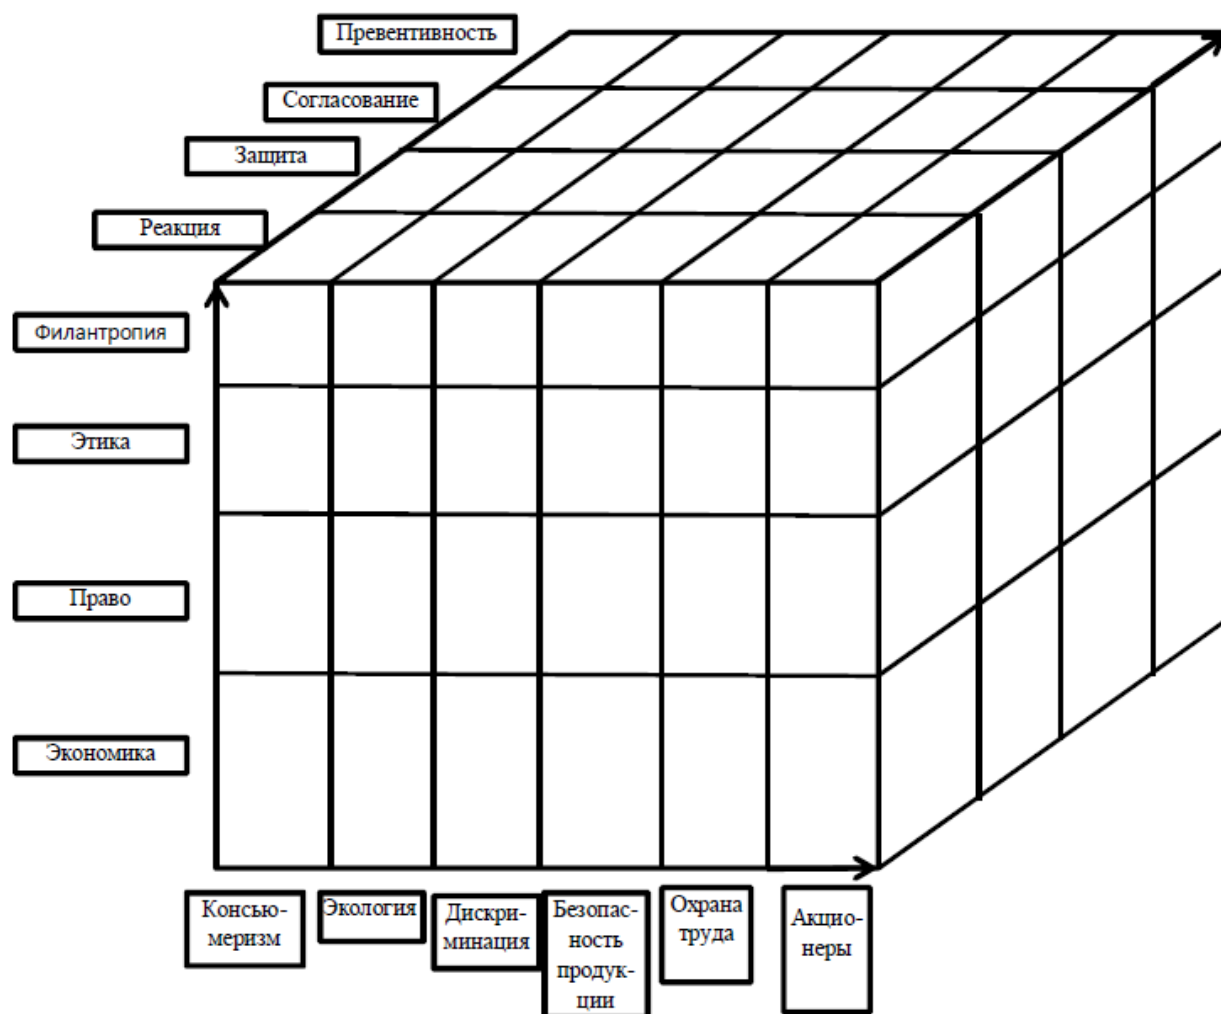 Превентивность
Согласование
Защита
Реакция
Филантропия
Этика
Право
Экономика
Консью-
меризм
Экология
Дискри-
минация
Безопас-
ность
продук-
ции
Охрана
труда
Акцио-
неры